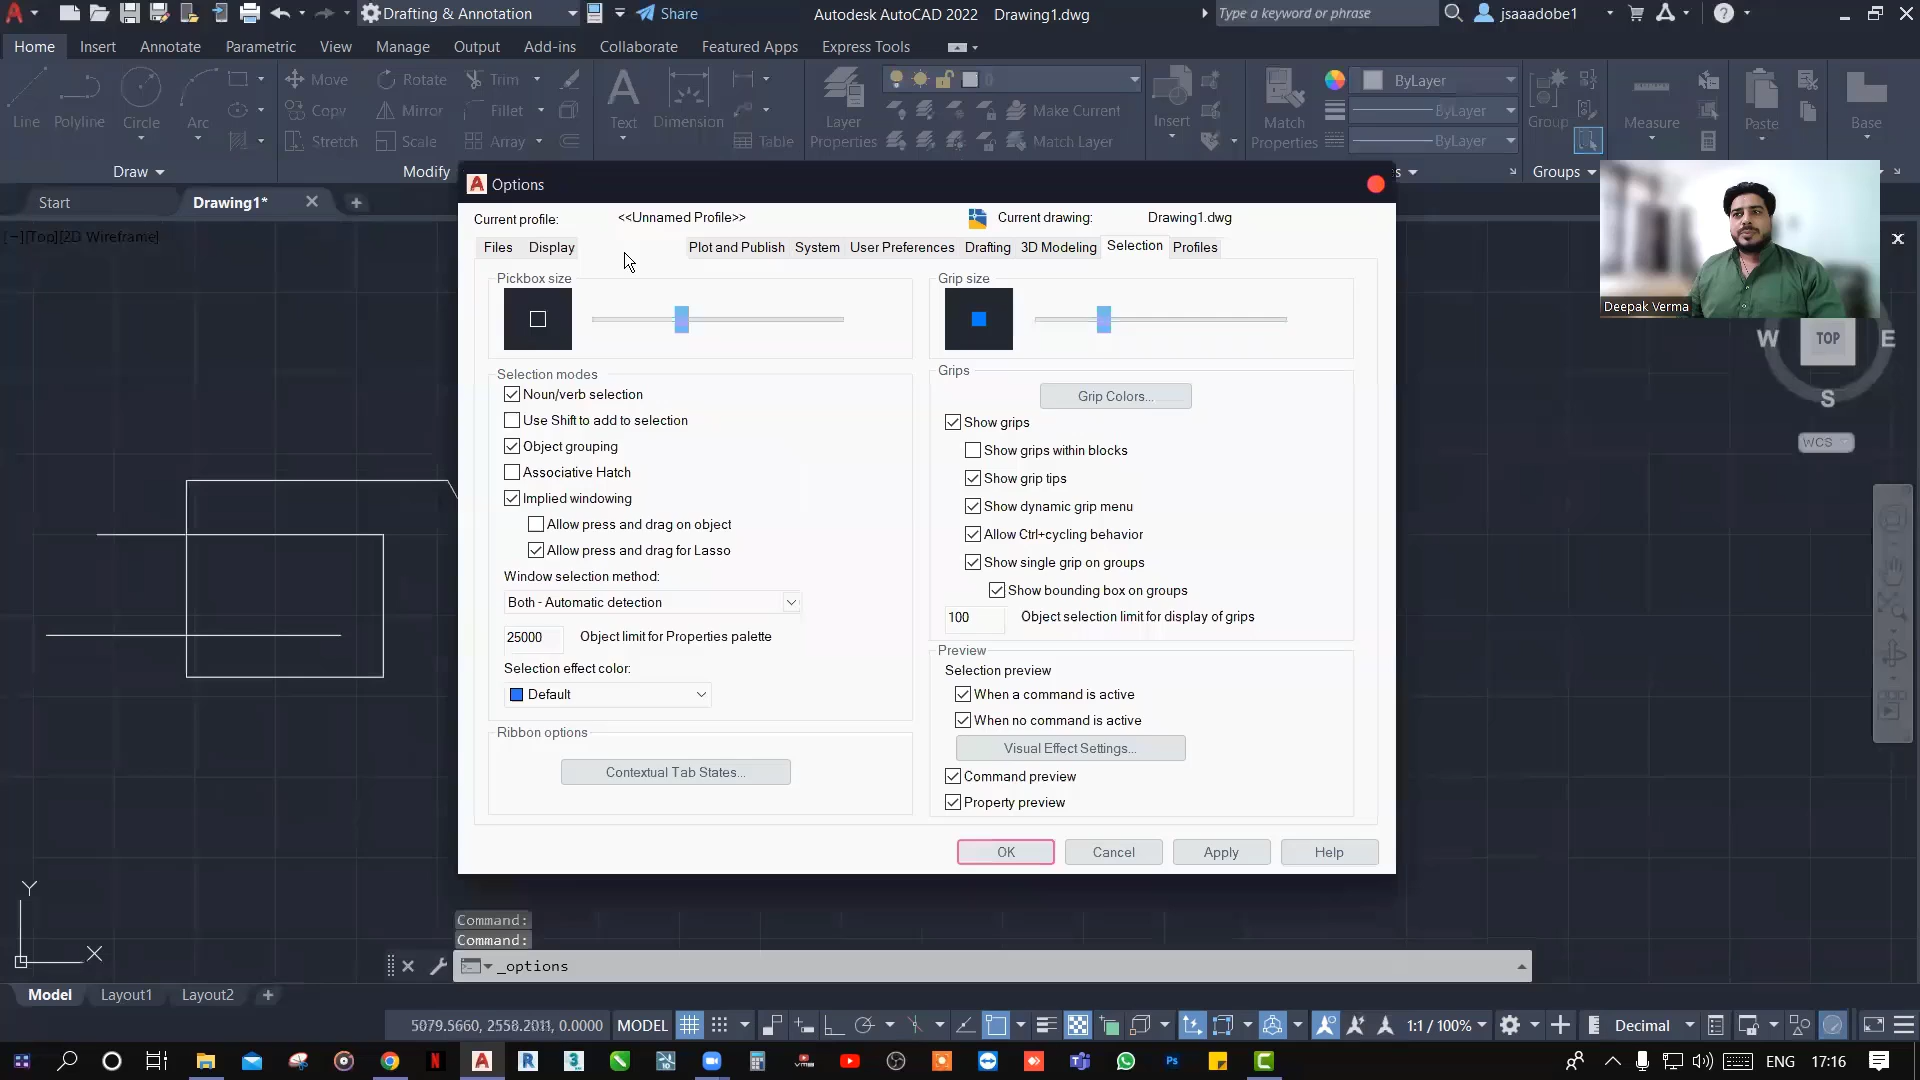 Drafting & Annotation
Share
Autodesk AutoCAD 2022 Drawing1.dwg
Type a keyword or phrase
jsaaadobe1
Home Insert Annotate Parametric View Manage Output Add-ins Collaborate Featured Apps Express Tools
Line Polyline Circle Arc
Move Rotate Trim
Copy Mirror Fillet
Stretch Scale Array
Text Dimension Table
Layer Properties
0
Make Current
Match Layer
Insert
Match Properties
ByLayer
ByLayer
ByLayer
Group Measure Paste Base
Draw Modify Groups
Start Drawing1*
[−][Top][2D Wireframe]
Options
Current profile: <<Unnamed Profile>> Current drawing: Drawing1.dwg
Files Display Plot and Publish System User Preferences Drafting 3D Modeling Selection Profiles
Pickbox size
Selection modes
Noun/verb selection
Use Shift to add to selection
Object grouping
Associative Hatch
Implied windowing
Allow press and drag on object
Allow press and drag for Lasso
Window selection method:
Both - Automatic detection
25000 Object limit for Properties palette
Selection effect color:
Default
Ribbon options
Contextual Tab States...
Grip size
Grips
Grip Colors...
Show grips
Show grips within blocks
Show grip tips
Show dynamic grip menu
Allow Ctrl+cycling behavior
Show single grip on groups
Show bounding box on groups
100 Object selection limit for display of grips
Preview
Selection preview
When a command is active
When no command is active
Visual Effect Settings...
Command preview
Property preview
OK Cancel Apply Help
Deepak Verma
W TOP E
S
WCS
Y
X
Command:
Command:
_options
Model Layout1 Layout2
5079.5660, 2558.2011, 0.0000 MODEL 1:1 / 100% Decimal
ENG 17:16